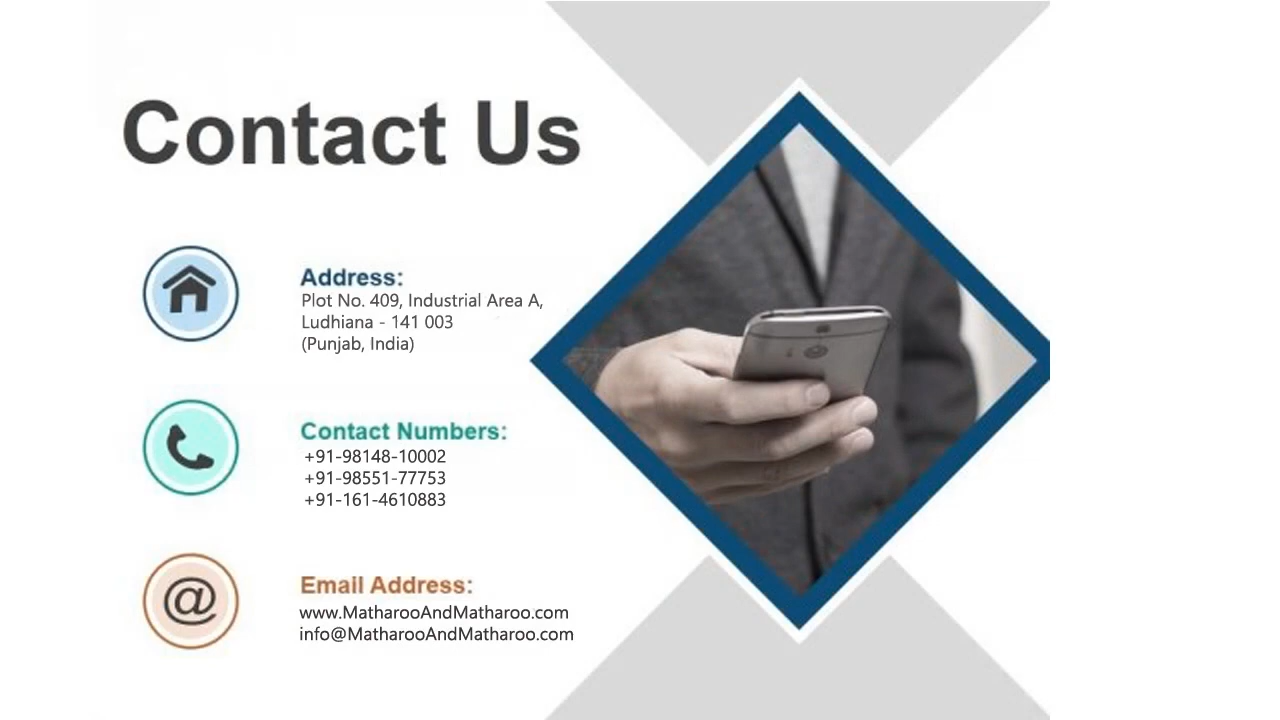 Contact Us
Address:
Plot No. 409, Industrial Area A,
Ludhiana - 141 003
(Punjab, India)
Contact Numbers:
+91-98148-10002
+91-98551-77753
+91-161-4610883
@
Email Address:
www.MatharooAndMatharoo.com
info@MatharooAndMatharoo.com